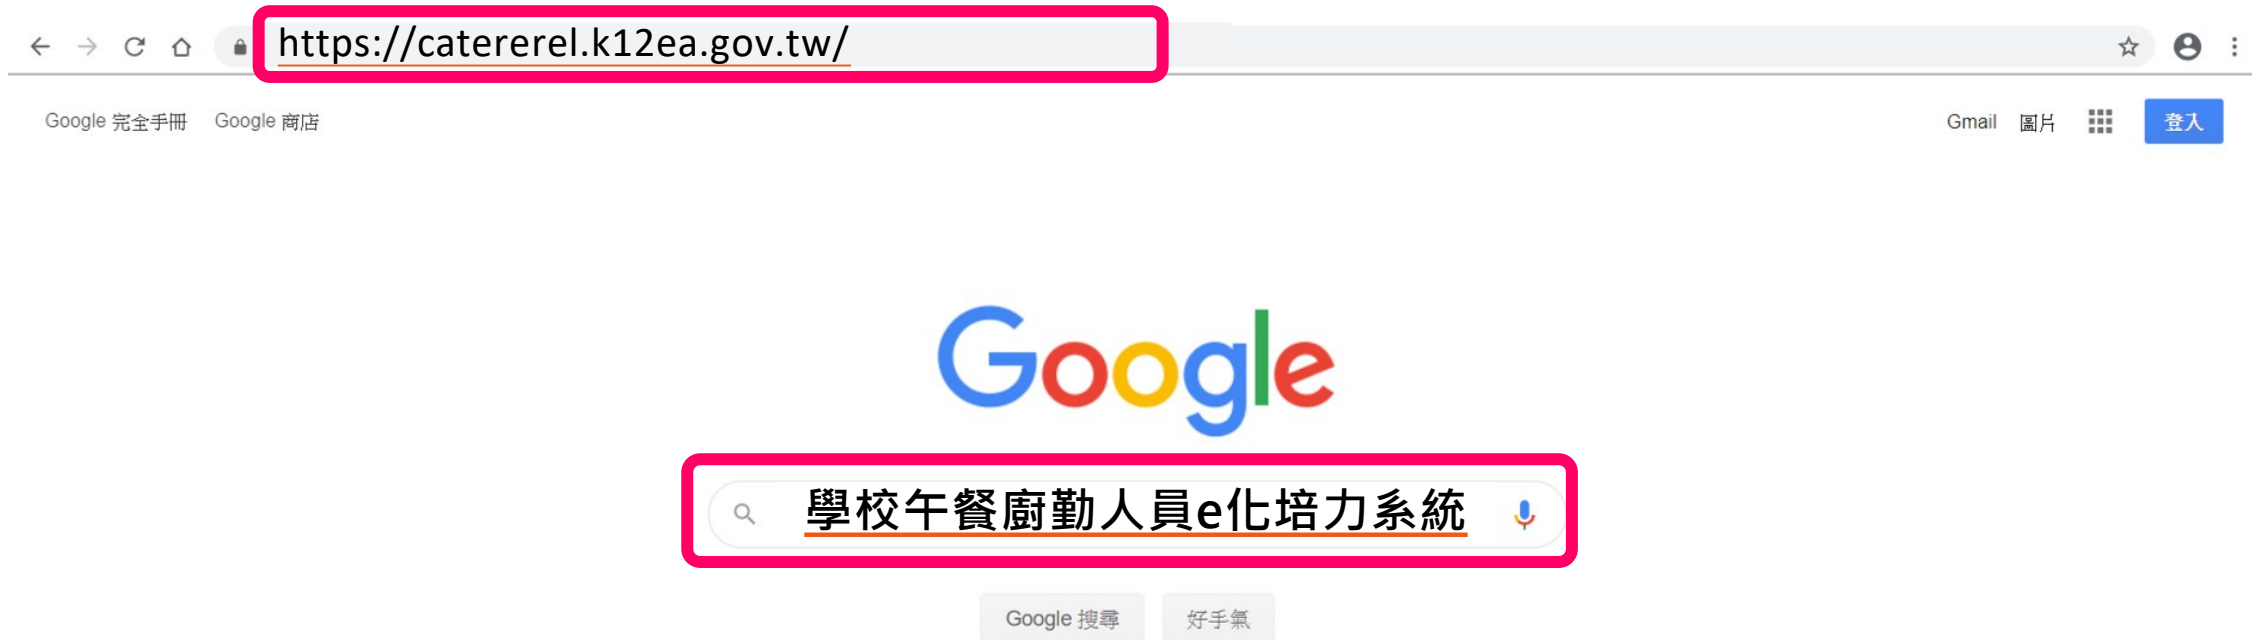 https://catererel.k12ea.gov.tw/
Google 完全手冊 Google 商店 Gmail 圖片 登入
Google
學校午餐廚勤人員e化培力系統
Google 搜尋 好手氣